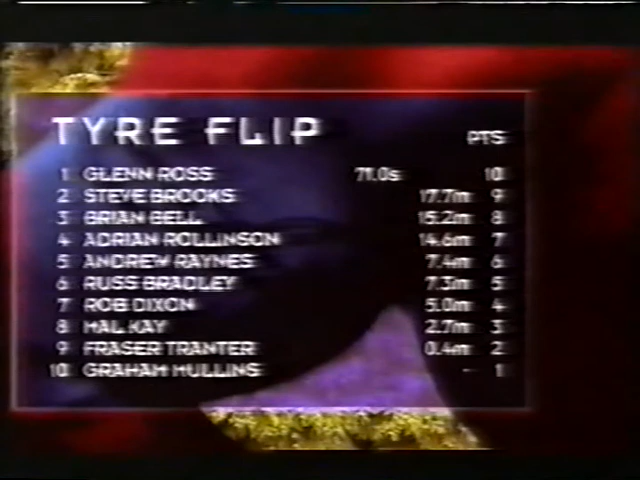 TYRE FLIP PTS
1 GLENN ROSS 71.0s 10
2 STEVE BROOKS 17.7m 9
3 BRIAN BELL 15.2m 8
4 ADRIAN ROLLINSON 14.6m 7
5 ANDREW RAYNES 7.4m 6
6 RUSS BRADLEY 7.3m 5
7 ROB DIXON 5.0m 4
8 MAL KAY 2.7m 3
9 FRASER TRANTER 0.4m 2
10 GRAHAM MULLINS - 1